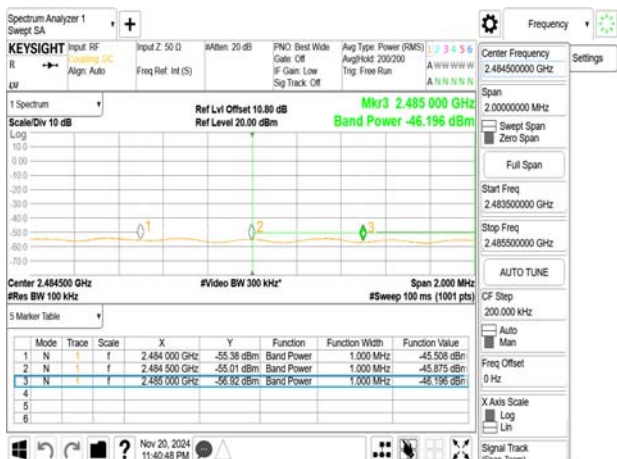 Spectrum Analyzer 1
Swept SA
Frequency
KEYSIGHT
R
Input: RF
Coupling: DC
Align: Auto
Input Z: 50 Ω
Freq Ref: Int (S)
#Atten: 20 dB
PNO: Best Wide
Gate: Off
IF Gain: Low
Sig Track: Off
Avg Type: Power (RMS)
Avg|Hold: 200/200
Trig: Free Run
1 2 3 4 5 6
A W W W W W
A N N N N N
Center Frequency
2.484500000 GHz
Settings
Span
2.00000000 MHz
Swept Span
Zero Span
Full Span
Start Freq
2.483500000 GHz
Stop Freq
2.485500000 GHz
AUTO TUNE
CF Step
200.000 kHz
Auto
Man
Freq Offset
0 Hz
X Axis Scale
Log
Lin
Signal Track
1 Spectrum
Scale/Div 10 dB
Ref Lvl Offset 10.80 dB
Ref Level 20.00 dBm
Mkr3 2.485 000 GHz
Band Power -46.196 dBm
Log
10.0
0.00
-10.0
-20.0
-30.0
-40.0
-50.0
-60.0
-70.0
1
2
3
Center 2.484500 GHz
#Video BW 300 kHz*
Span 2.000 MHz
#Res BW 100 kHz
#Sweep 100 ms (1001 pts)
5 Marker Table
Mode Trace Scale X Y Function Function Width Function Value
1 N 1 f 2.484 000 GHz -55.38 dBm Band Power 1.000 MHz -45.508 dBm
2 N 1 f 2.484 500 GHz -55.01 dBm Band Power 1.000 MHz -45.875 dBm
3 N 1 f 2.485 000 GHz -56.92 dBm Band Power 1.000 MHz -46.196 dBm
4
5
6
?
Nov 20, 2024
11:40:48 PM